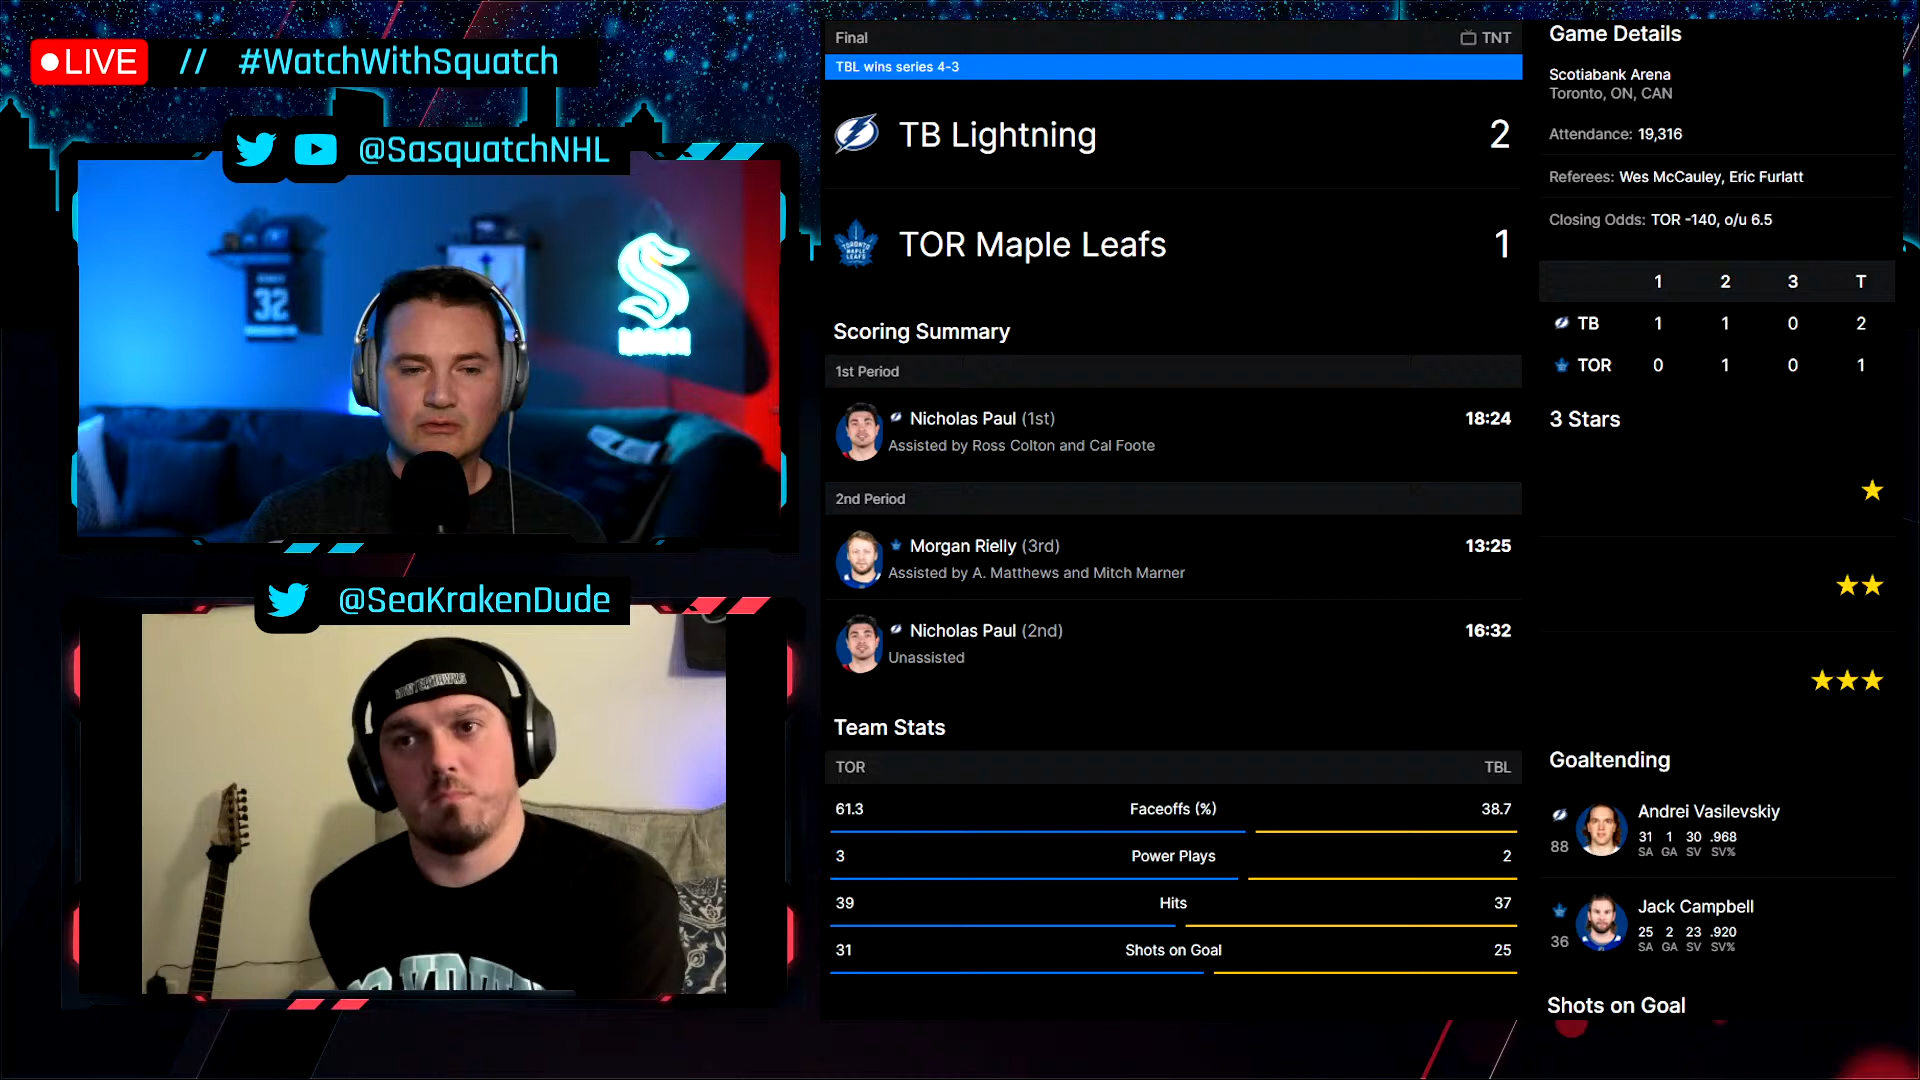 LIVE // #WatchWithSquatch
@SasquatchNHL
32
@SeaKrakenDude
Final
TNT
TBL wins series 4-3
TB Lightning 2
TORONTO MAPLE LEAFS
TOR Maple Leafs 1
Scoring Summary
1st Period
Nicholas Paul (1st) 18:24
Assisted by Ross Colton and Cal Foote
2nd Period
Morgan Rielly (3rd) 13:25
Assisted by A. Matthews and Mitch Marner
Nicholas Paul (2nd) 16:32
Unassisted
Team Stats
TOR TBL
61.3 Faceoffs (%) 38.7
3 Power Plays 2
39 Hits 37
31 Shots on Goal 25
Game Details
Scotiabank Arena
Toronto, ON, CAN
Attendance: 19,316
Referees: Wes McCauley, Eric Furlatt
Closing Odds: TOR -140, o/u 6.5
1 2 3 T
TB 1 1 0 2
TOR 0 1 0 1
3 Stars
Goaltending
Andrei Vasilevskiy
88 31 1 30 .968
SA GA SV SV%
Jack Campbell
36 25 2 23 .920
SA GA SV SV%
Shots on Goal